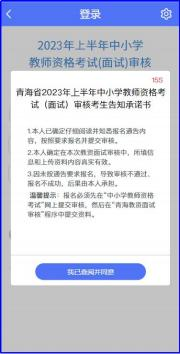 登录
2023年上半年中小学
教师资格考试(面试)审核
15S
青海省2023年上半年中小学教师资格考
试（面试）审核考生告知承诺书
1.本人已确定仔细阅读并知悉报名通告内
容，按照要求报名并提交审核。
2.本人确定在本次教资面试审核中，所填信
息和上传资料内容真实有效。
3.因未按通告要求报名，导致审核不通过、
报名不成功，后果由本人承担。
温馨提示：报名必须先在“中小学教师资格
考试”网上提交审核，然后在“青海教资面试
审核”程序中提交资料。
我已查阅并同意